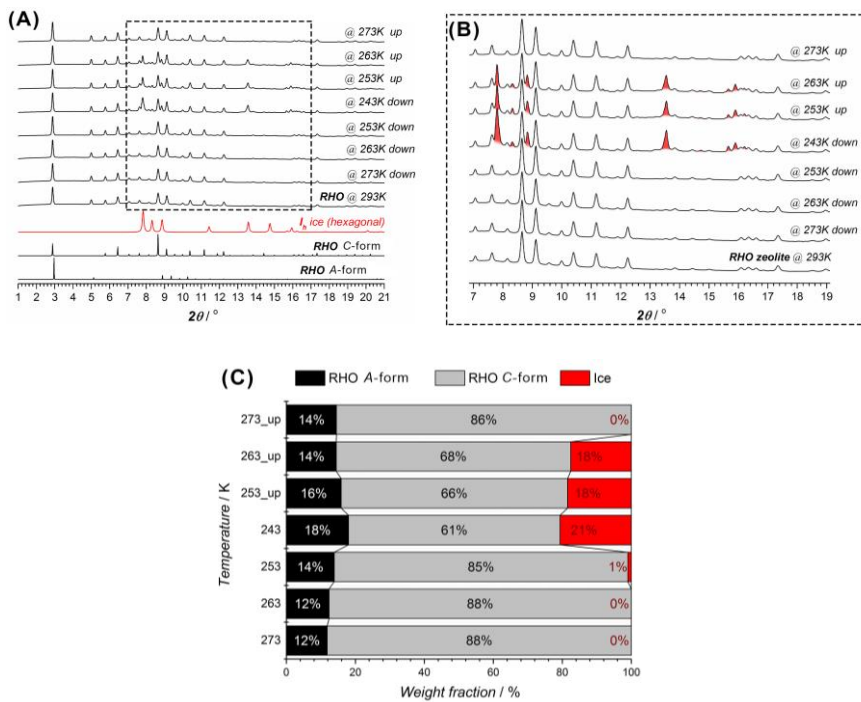 (A)
@ 273K up
@ 263K up
@ 253K up
@ 243K down
@ 253K down
@ 263K down
@ 273K down
RHO @ 293K
Ih ice (hexagonal)
RHO C-form
RHO A-form
1 2 3 4 5 6 7 8 9 10 11 12 13 14 15 16 17 18 19 20 21
2θ / °
(B)
@ 273K up
@ 263K up
@ 253K up
@ 243K down
@ 253K down
@ 263K down
@ 273K down
RHO zeolite @ 293K
7 8 9 10 11 12 13 14 15 16 17 18 19
2θ / °
(C)
RHO A-form RHO C-form Ice
273_up 14% 86% 0%
263_up 14% 68% 18%
253_up 16% 66% 18%
243 18% 61% 21%
253 14% 85% 1%
263 12% 88% 0%
273 12% 88% 0%
Temperature / K
0 20 40 60 80 100
Weight fraction / %